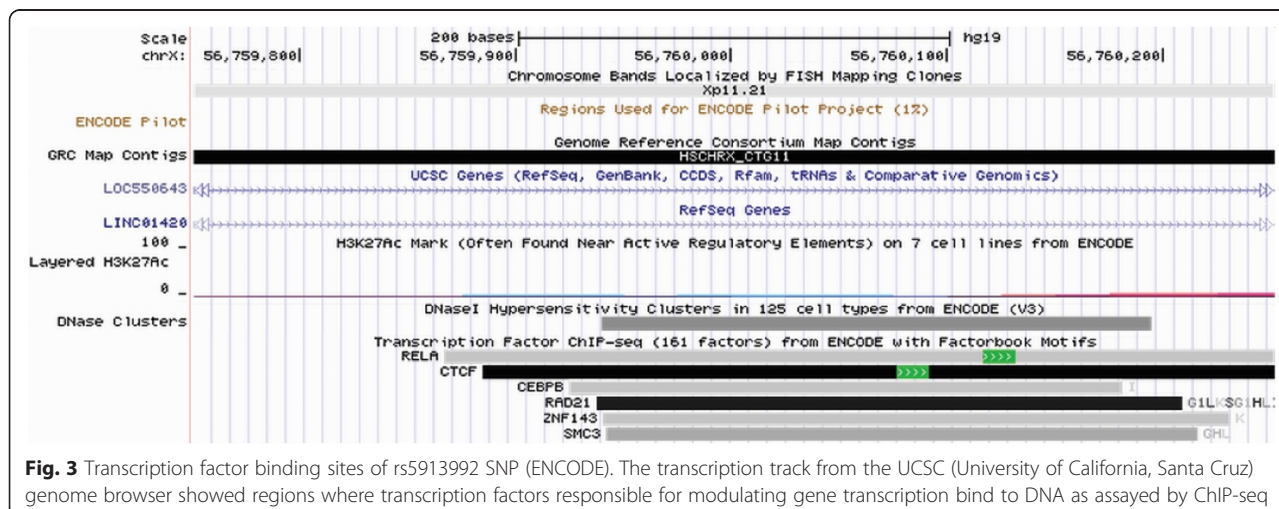 Scale 200 bases hg19
chrX: 56,759,800 56,759,900 56,760,000 56,760,100 56,760,200
Chromosome Bands Localized by FISH Mapping Clones
Xp11.21
Regions Used for ENCODE Pilot Project (1%)
ENCODE Pilot
Genome Reference Consortium Map Contigs
GRC Map Contigs HSCHRX_CTG11
UCSC Genes (RefSeq, GenBank, CCDS, Rfam, tRNAs & Comparative Genomics)
LOC550643
RefSeq Genes
LINC01420
100 _ H3K27Ac Mark (Often Found Near Active Regulatory Elements) on 7 cell lines from ENCODE
Layered H3K27Ac
0 _
DNaseI Hypersensitivity Clusters in 125 cell types from ENCODE (V3)
DNase Clusters
Transcription Factor ChIP-seq (161 factors) from ENCODE with Factorbook Motifs
RELA
CTCF
CEBPB I
RAD21 G1LKSG1HLI
ZNF143 K
SMC3 GHL
Fig. 3 Transcription factor binding sites of rs5913992 SNP (ENCODE). The transcription track from the UCSC (University of California, Santa Cruz)
genome browser showed regions where transcription factors responsible for modulating gene transcription bind to DNA as assayed by ChIP-seq